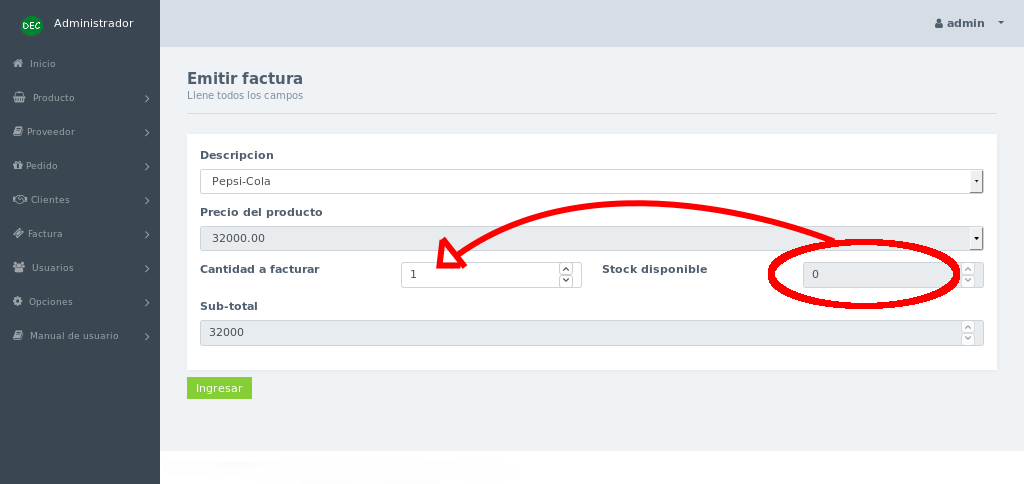 DEC Administrador
admin
Inicio
Producto
Proveedor
Pedido
Clientes
Factura
Usuarios
Opciones
Manual de usuario
Emitir factura
Llene todos los campos
Descripcion
Pepsi-Cola
Precio del producto
32000.00
Cantidad a facturar 1 Stock disponible 0
Sub-total
32000
Ingresar